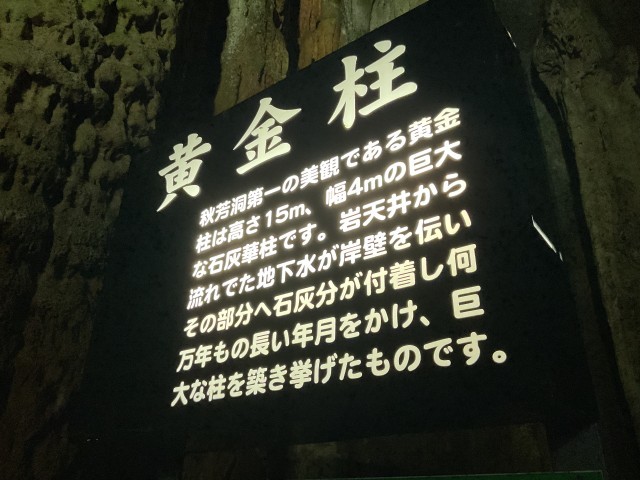 黄金柱
秋芳洞第一の美観である黄金
柱は高さ15m、幅4mの巨大
な石灰華柱です。岩天井から
流れでた地下水が岸壁を伝い
その部分へ石灰分が付着し何
万年もの長い年月をかけ、巨
大な柱を築き挙げたものです。